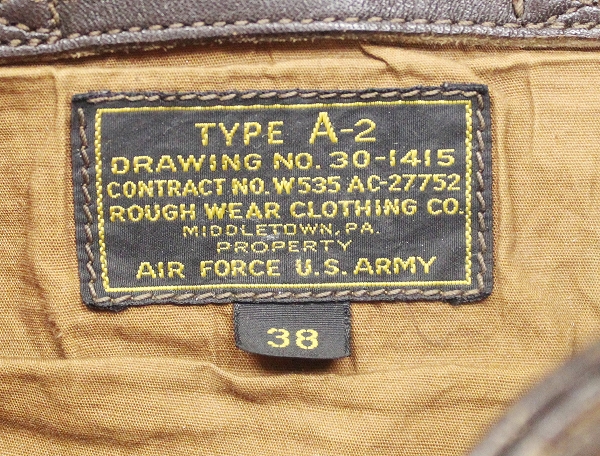 TYPE A-2
DRAWING NO. 30-1415
CONTRACT NO. W535 AC-27752
ROUGH WEAR CLOTHING CO.
MIDDLETOWN, PA.
PROPERTY
AIR FORCE U.S. ARMY
38